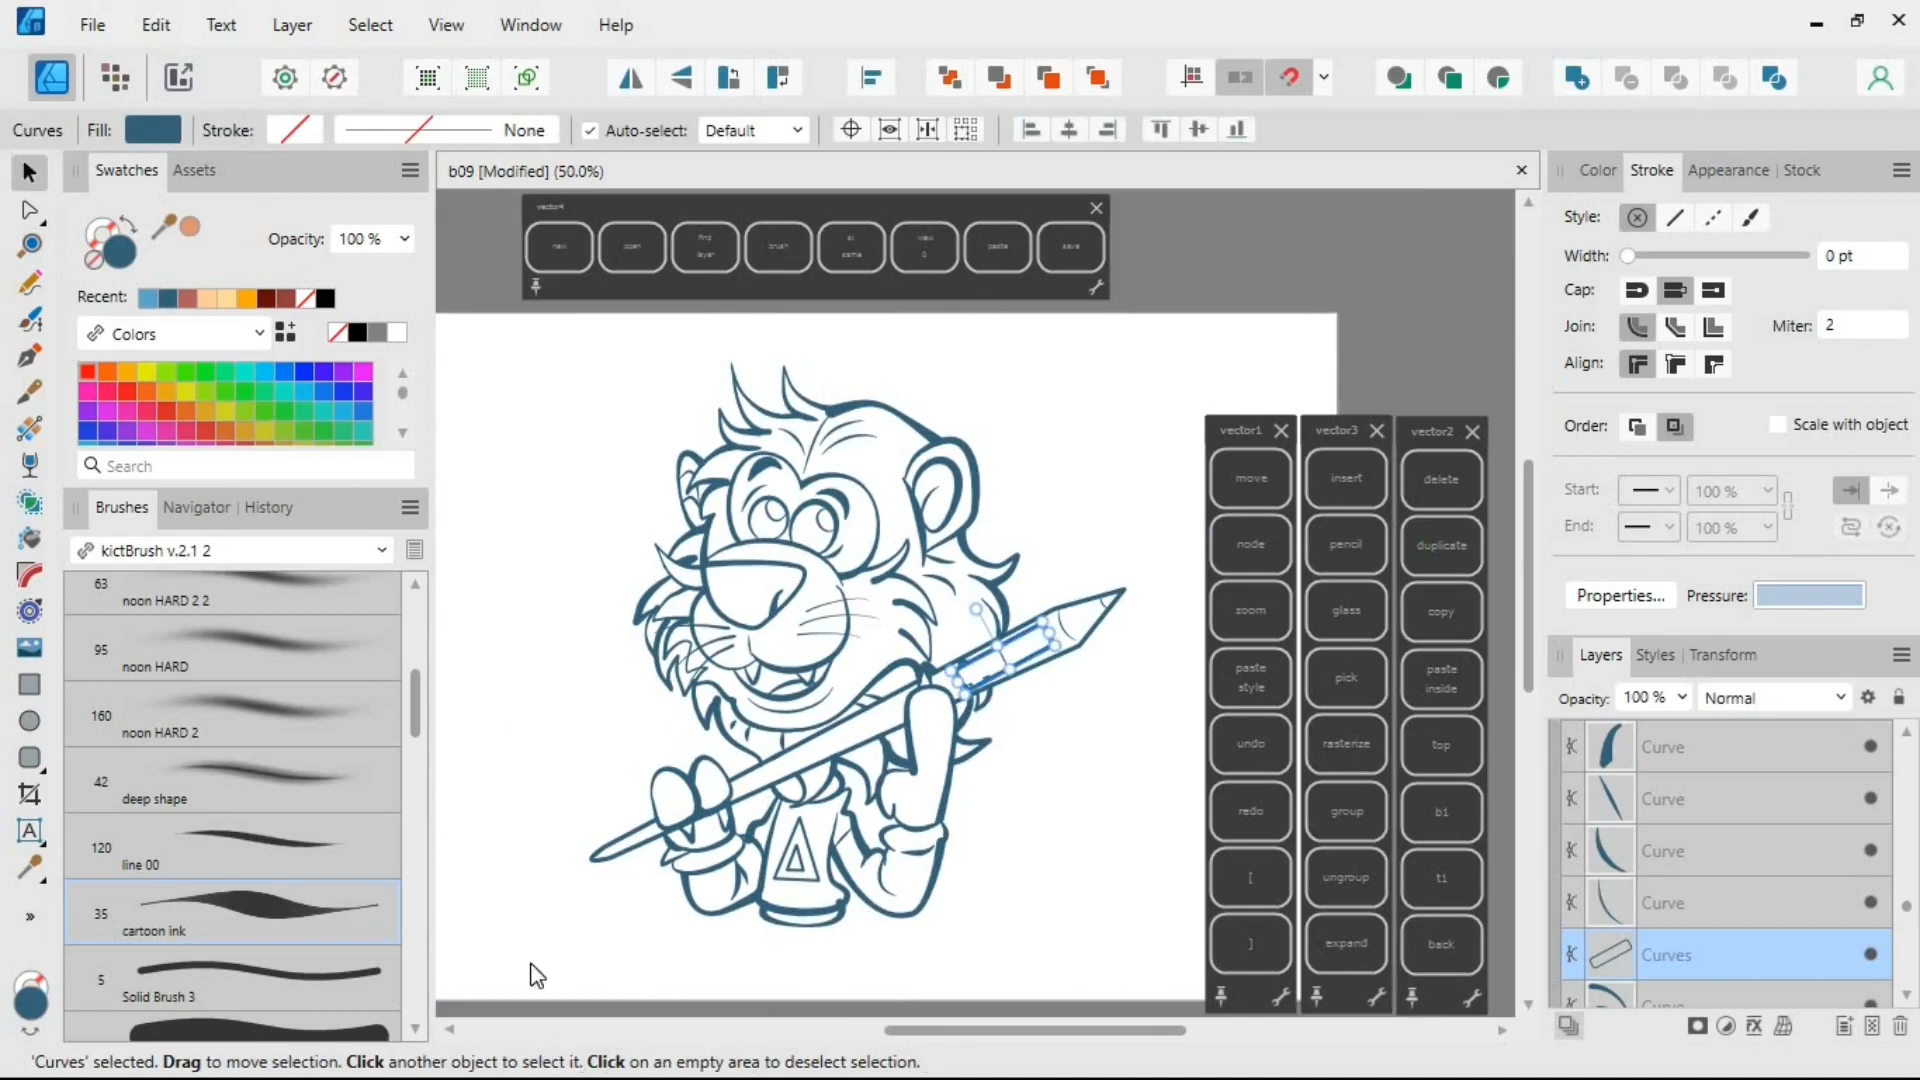 File Edit Text Layer Select View Window Help
Curves Fill: Stroke: None Auto-select: Default
Swatches Assets
Opacity: 100 %
Recent:
Colors
Search
Brushes Navigator | History
kictBrush v.2.1 2
63 noon HARD 2 2
95 noon HARD
160 noon HARD 2
42 deep shape
120 line 00
35 cartoon ink
5 Solid Brush 3
b09 [Modified] (50.0%)
vector4
new open find layer brush sl same view 0 paste save
vector1 vector3 vector2
move insert delete
node pencil duplicate
zoom glass copy
paste style pick paste inside
undo rasterize top
redo group b1
[ ungroup t1
] expand back
Color Stroke Appearance | Stock
Style:
Width: 0 pt
Cap:
Join: Miter: 2
Align:
Order: Scale with object
Start: 100 %
End: 100 %
Properties... Pressure:
Layers Styles Transform
Opacity: 100 % Normal
Curve
Curve
Curve
Curve
Curves
Curve
'Curves' selected. Drag to move selection. Click another object to select it. Click on an empty area to deselect selection.